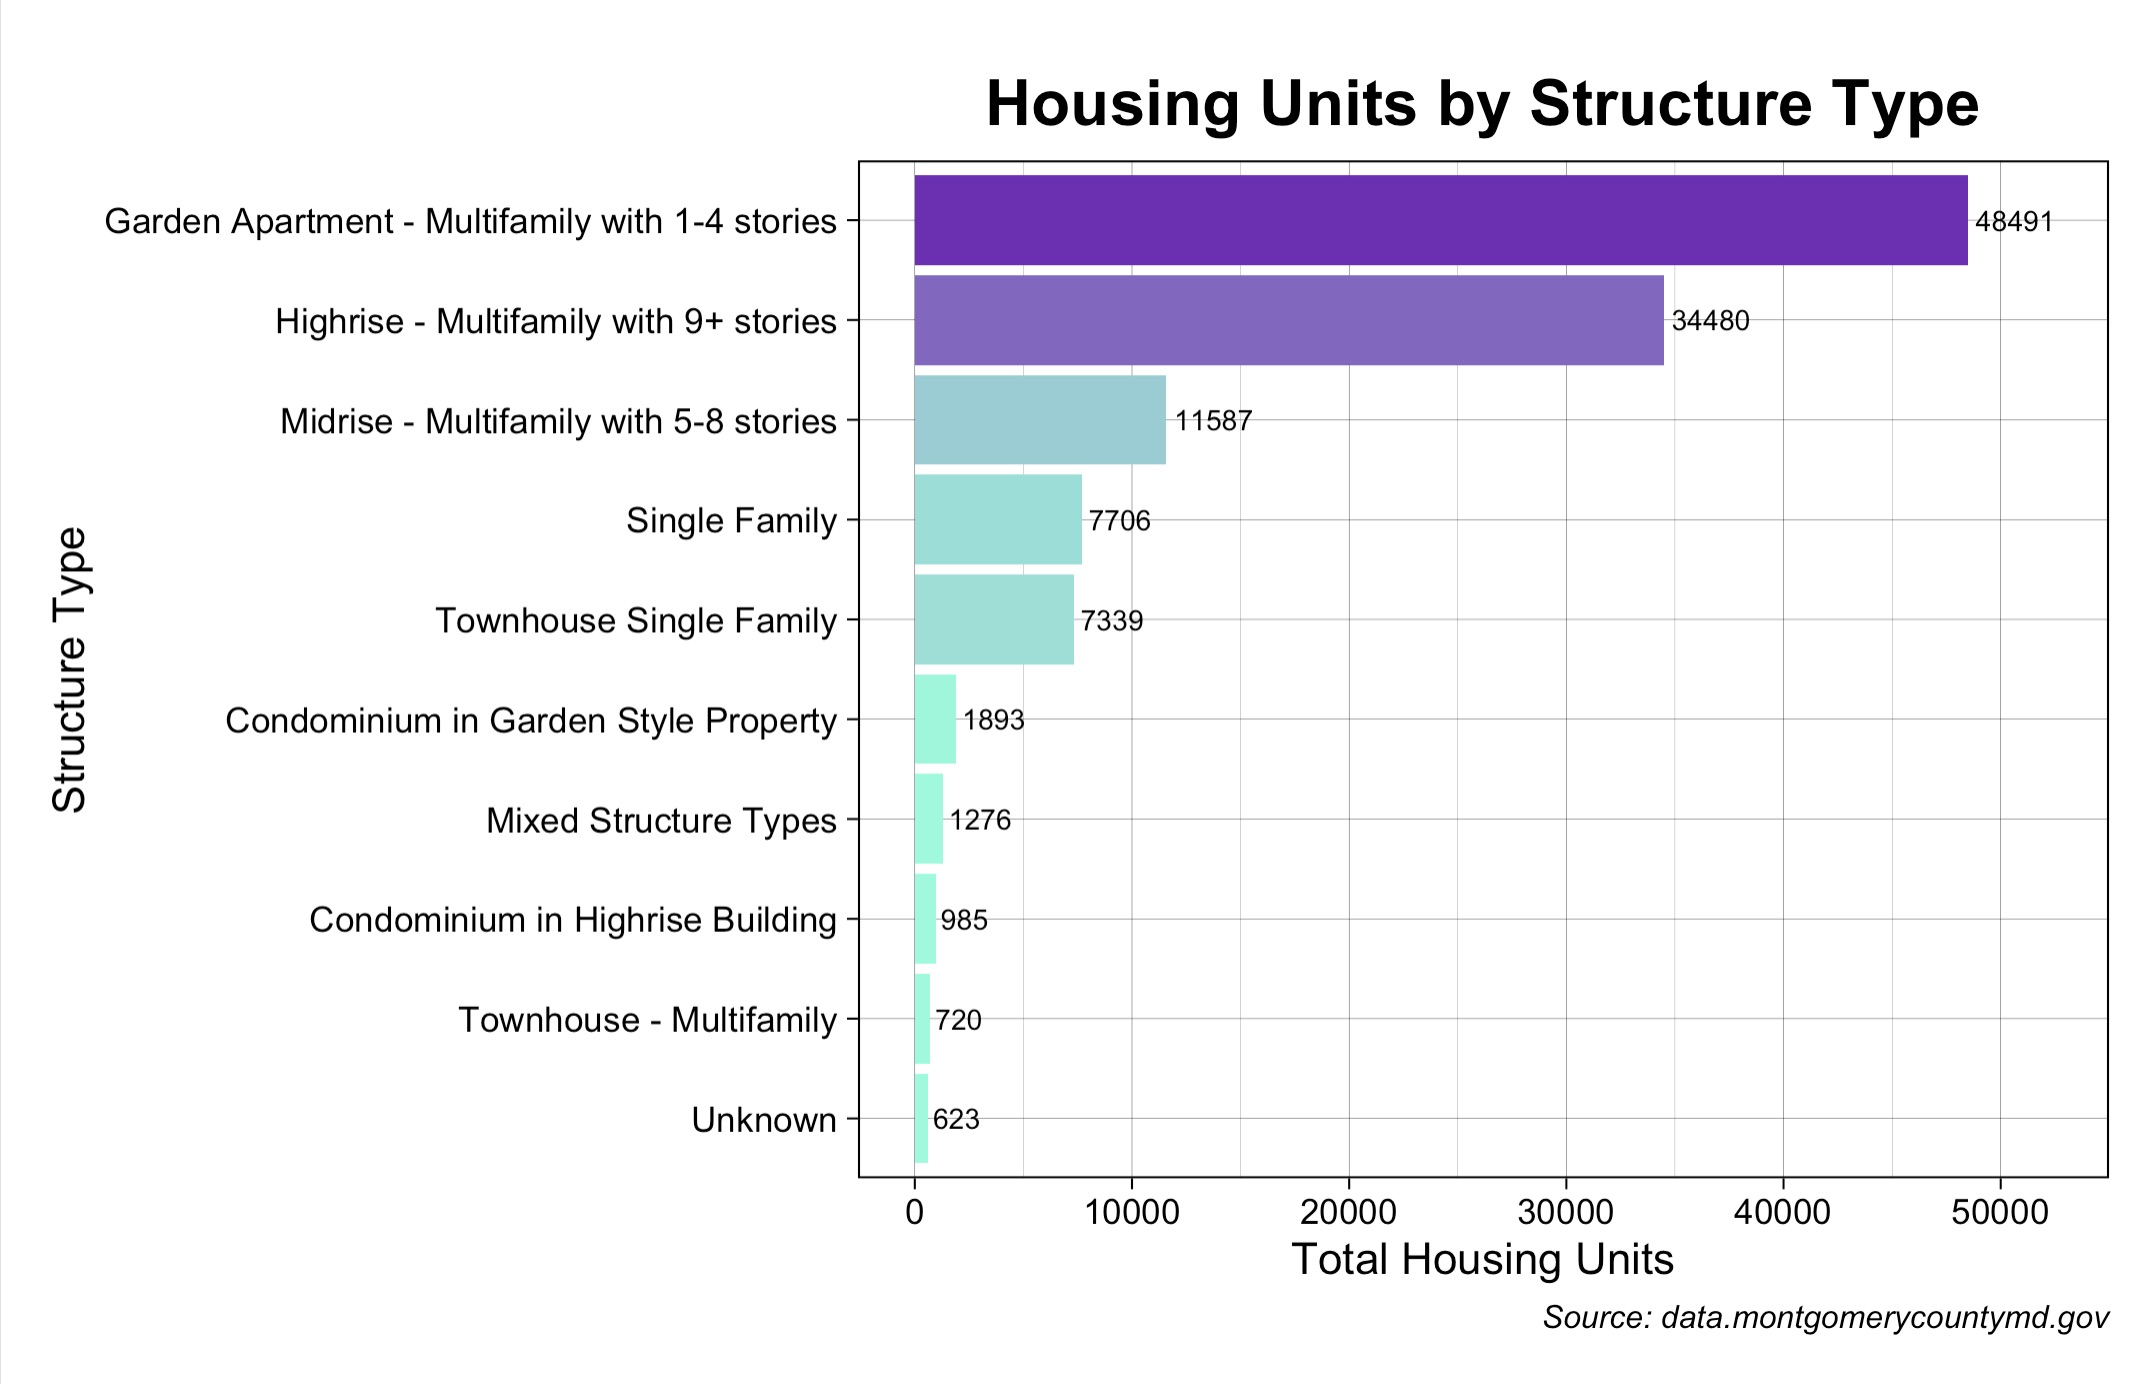 Housing Units by Structure Type
Structure Type
Garden Apartment - Multifamily with 1-4 stories
48491
Highrise - Multifamily with 9+ stories
34480
Midrise - Multifamily with 5-8 stories
11587
Single Family
7706
Townhouse Single Family
7339
Condominium in Garden Style Property
1893
Mixed Structure Types
1276
Condominium in Highrise Building
985
Townhouse - Multifamily
720
Unknown
623
0 10000 20000 30000 40000 50000
Total Housing Units
Source: data.montgomerycountymd.gov